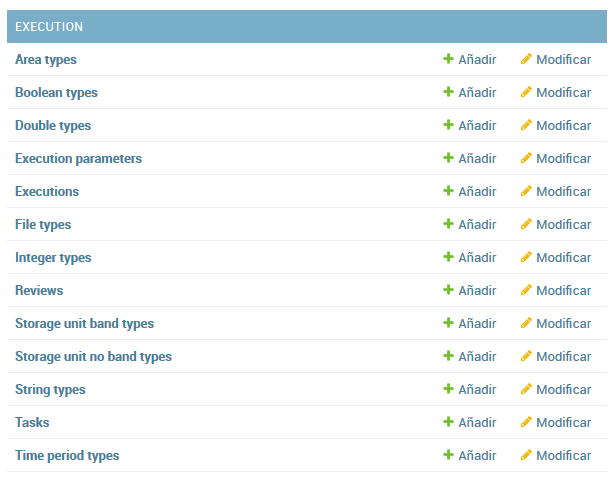 EXECUTION
Area types Añadir Modificar
Boolean types Añadir Modificar
Double types Añadir Modificar
Execution parameters Añadir Modificar
Executions Añadir Modificar
File types Añadir Modificar
Integer types Añadir Modificar
Reviews Añadir Modificar
Storage unit band types Añadir Modificar
Storage unit no band types Añadir Modificar
String types Añadir Modificar
Tasks Añadir Modificar
Time period types Añadir Modificar